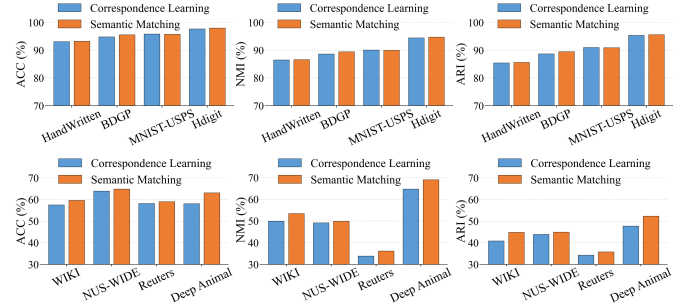 Correspondence Learning
Semantic Matching
ACC (%)
100
90
80
70
HandWritten
BDGP
MNIST-USPS
Hdigit
Correspondence Learning
Semantic Matching
NMI (%)
100
90
80
70
HandWritten
BDGP
MNIST-USPS
Hdigit
Correspondence Learning
Semantic Matching
ARI (%)
100
90
80
70
HandWritten
BDGP
MNIST-USPS
Hdigit
Correspondence Learning
Semantic Matching
ACC (%)
70
60
50
40
30
WIKI
NUS-WIDE
Reuters
Deep Animal
Correspondence Learning
Semantic Matching
NMI (%)
70
60
50
40
30
WIKI
NUS-WIDE
Reuters
Deep Animal
Correspondence Learning
Semantic Matching
ARI (%)
70
60
50
40
30
WIKI
NUS-WIDE
Reuters
Deep Animal